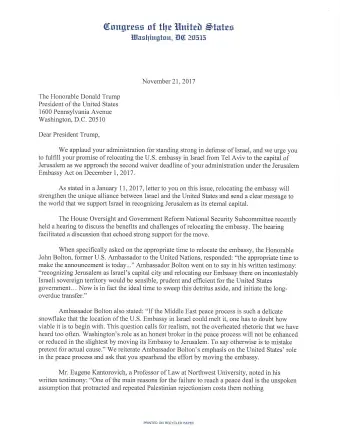 Congress of the United States
Washington, DC 20515
November 21, 2017
The Honorable Donald Trump
President of the United States
1600 Pennsylvania Avenue
Washington, D.C. 20510
Dear President Trump,
We applaud your administration for standing strong in defense of Israel, and we urge you
to fulfill your promise of relocating the U.S. embassy in Israel from Tel Aviv to the capital of
Jerusalem as we approach the second waiver deadline of your administration under the Jerusalem
Embassy Act on December 1, 2017.
As stated in a January 11, 2017, letter to you on this issue, relocating the embassy will
strengthen the unique alliance between Israel and the United States and send a clear message to
the world that we support Israel in recognizing Jerusalem as its eternal capital.
The House Oversight and Government Reform National Security Subcommittee recently
held a hearing to discuss the benefits and challenges of relocating the embassy. The hearing
facilitated a discussion that echoed strong support for the move.
When specifically asked on the appropriate time to relocate the embassy, the Honorable
John Bolton, former U.S. Ambassador to the United Nations, responded: "the appropriate time to
make the announcement is today..." Ambassador Bolton went on to say in his written testimony:
"recognizing Jerusalem as Israel's capital city and relocating our Embassy there on incontestably
Israeli sovereign territory would be sensible, prudent and efficient for the United States
government… Now is in fact the ideal time to sweep this detritus aside, and initiate the long-
overdue transfer."
Ambassador Bolton also stated: "If the Middle East peace process is such a delicate
snowflake that the location of the U.S. Embassy in Israel could melt it, one has to doubt how
viable it is to begin with. This question calls for realism, not the overheated rhetoric that we have
heard too often. Washington's role as an honest broker in the peace process will not be enhanced
or reduced in the slightest by moving its Embassy to Jerusalem. To say otherwise is to mistake
pretext for actual cause." We reiterate Ambassador Bolton's emphasis on the United States' role
in the peace process and ask that you spearhead the effort by moving the embassy.
Mr. Eugene Kontorovich, a Professor of Law at Northwest University, noted in his
written testimony: "One of the main reasons for the failure to reach a peace deal is the unspoken
assumption that protracted and repeated Palestinian rejectionism costs them nothing
PRINTED ON RECYCLED PAPER